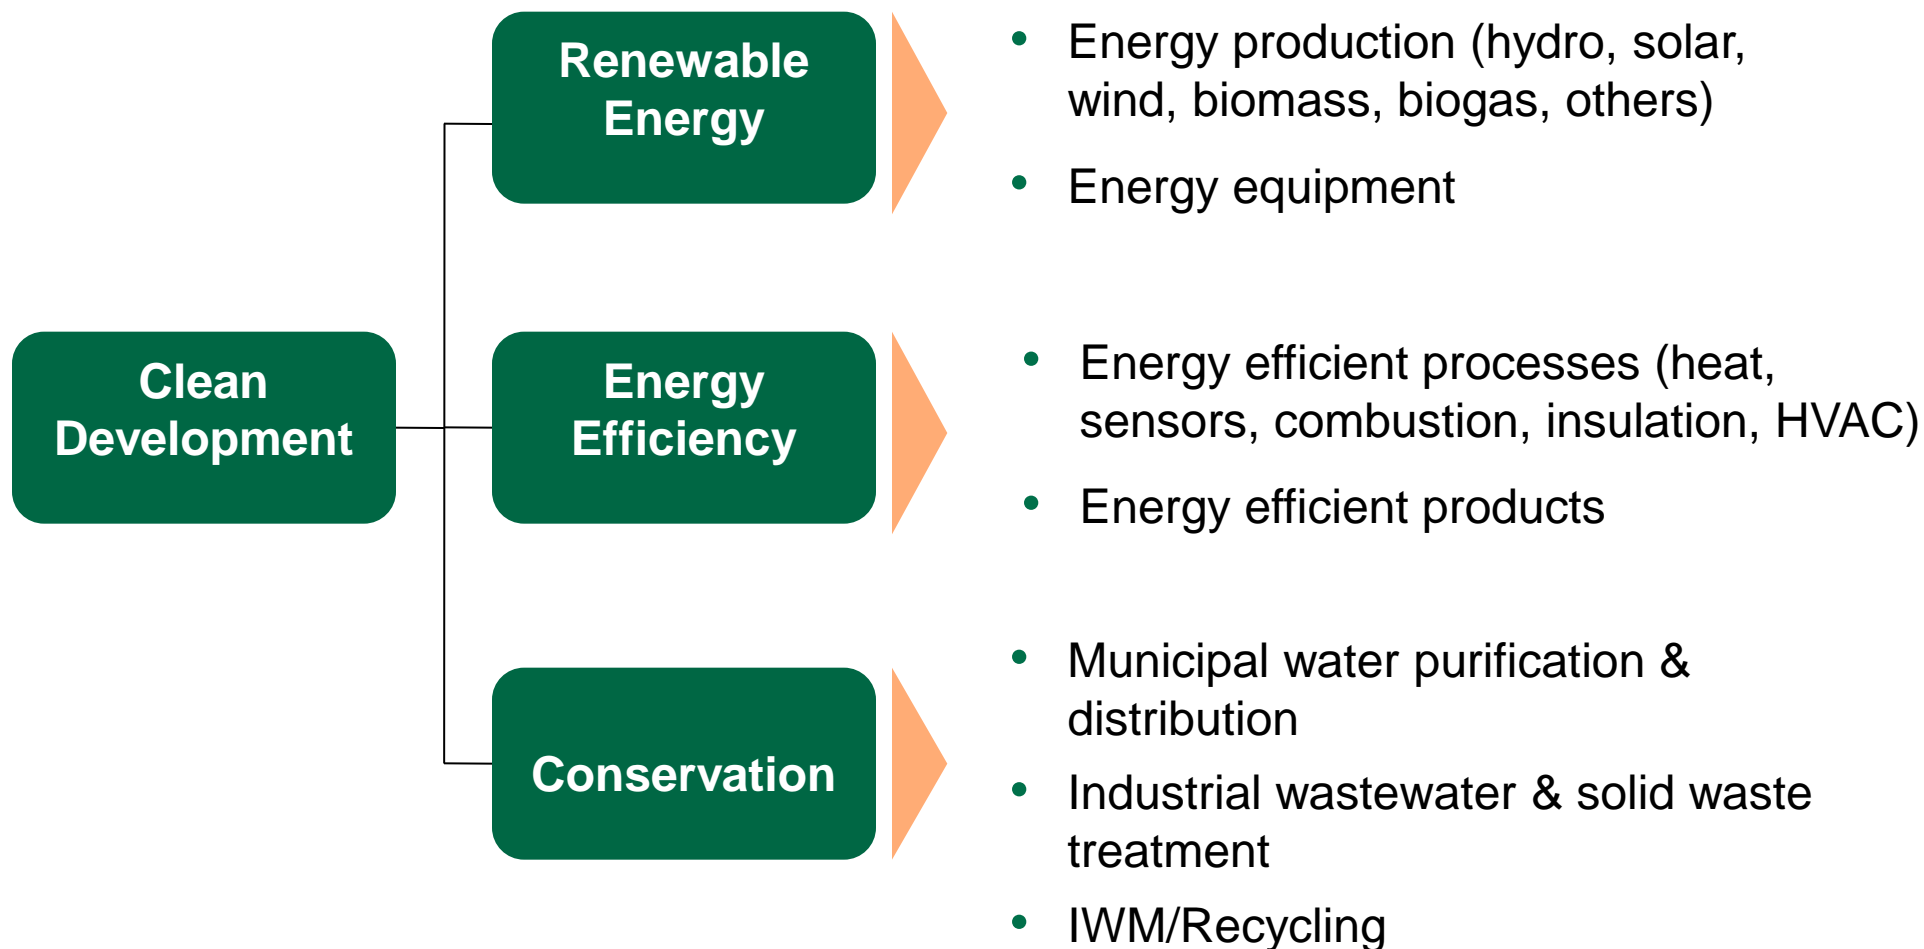 Renewable
Energy
• Energy production (hydro, solar,
wind, biomass, biogas, others)
• Energy equipment
Clean
Development
Energy
Efficiency
• Energy efficient processes (heat,
sensors, combustion, insulation, HVAC)
• Energy efficient products
Conservation
• Municipal water purification &
distribution
• Industrial wastewater & solid waste
treatment
• IWM/Recycling